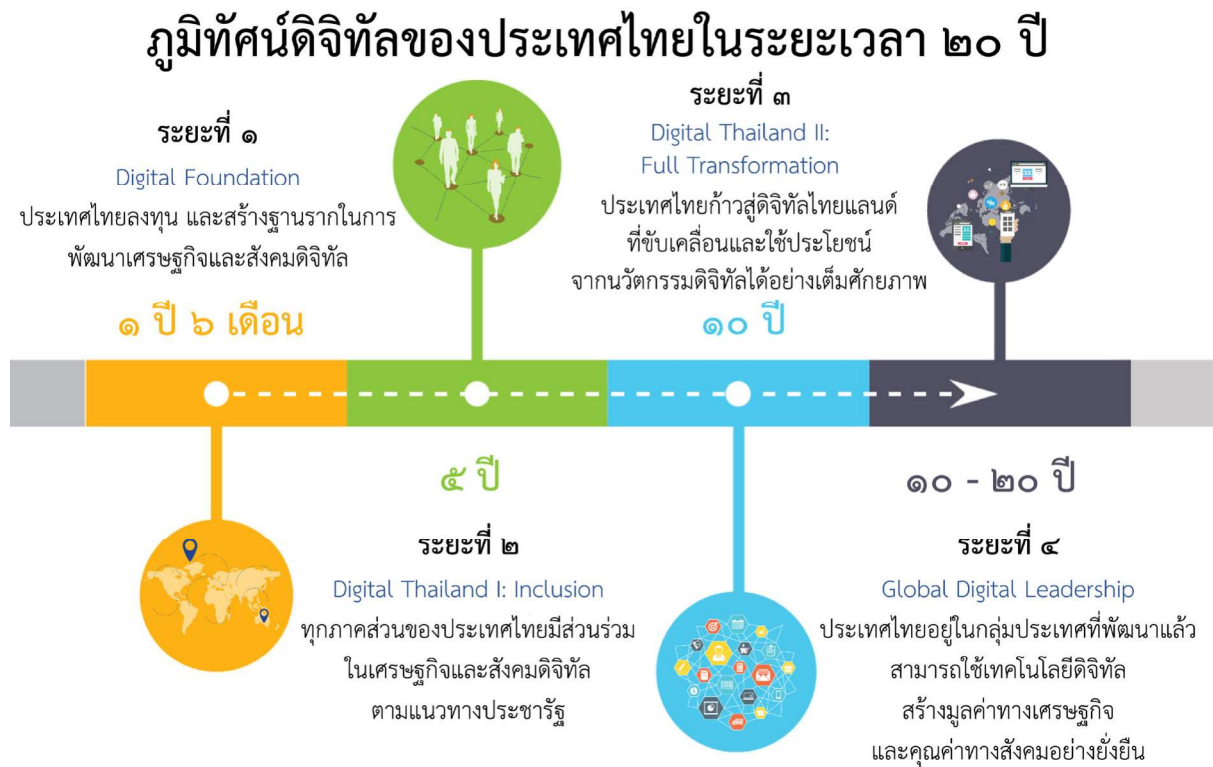 ภูมิทัศน์ดิจิทัลของประเทศไทยในระยะเวลา ๒๐ ปี
ระยะที่ ๑
Digital Foundation
ประเทศไทยลงทุน และสร้างฐานรากในการ
พัฒนาเศรษฐกิจและสังคมดิจิทัล
๑ ปี ๖ เดือน
๕ ปี
ระยะที่ ๒
Digital Thailand I: Inclusion
ทุกภาคส่วนของประเทศไทยมีส่วนร่วม
ในเศรษฐกิจและสังคมดิจิทัล
ตามแนวทางประชารัฐ
ระยะที่ ๓
Digital Thailand II:
Full Transformation
ประเทศไทยก้าวสู่ดิจิทัลไทยแลนด์
ที่ขับเคลื่อนและใช้ประโยชน์
จากนวัตกรรมดิจิทัลได้อย่างเต็มศักยภาพ
๑๐ ปี
๑๐ - ๒๐ ปี
ระยะที่ ๔
Global Digital Leadership
ประเทศไทยอยู่ในกลุ่มประเทศที่พัฒนาแล้ว
สามารถใช้เทคโนโลยีดิจิทัล
สร้างมูลค่าทางเศรษฐกิจ
และคุณค่าทางสังคมอย่างยั่งยืน